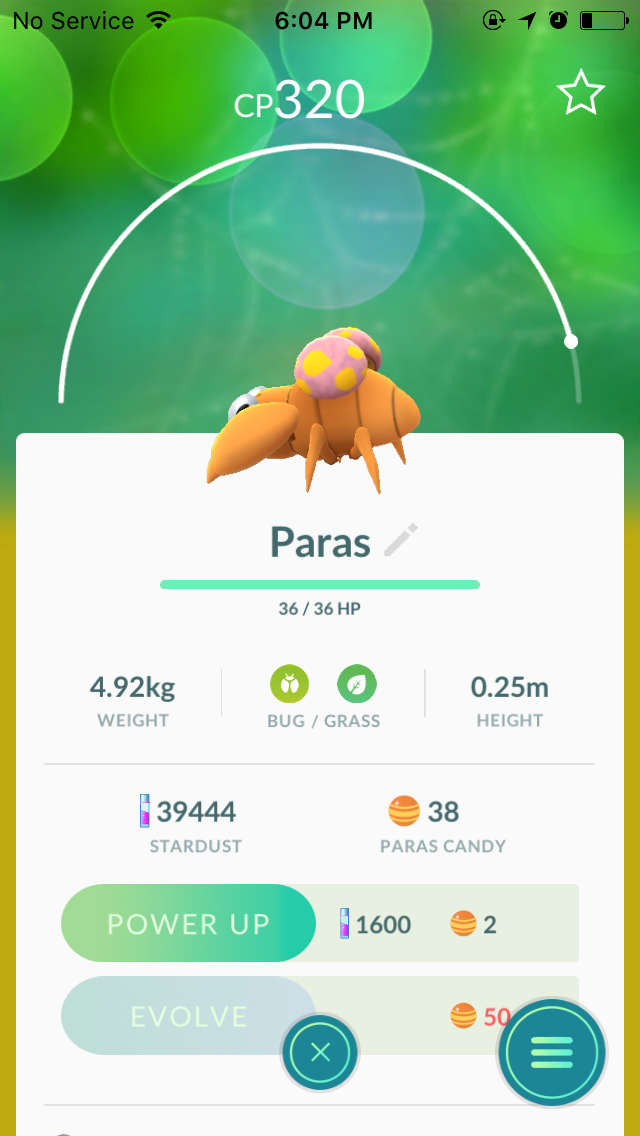 No Service 6:04 PM
CP320
Paras
36 / 36 HP
4.92kg 0.25m
WEIGHT BUG / GRASS HEIGHT
39444 38
STARDUST PARAS CANDY
POWER UP 1600 2
EVOLVE 50